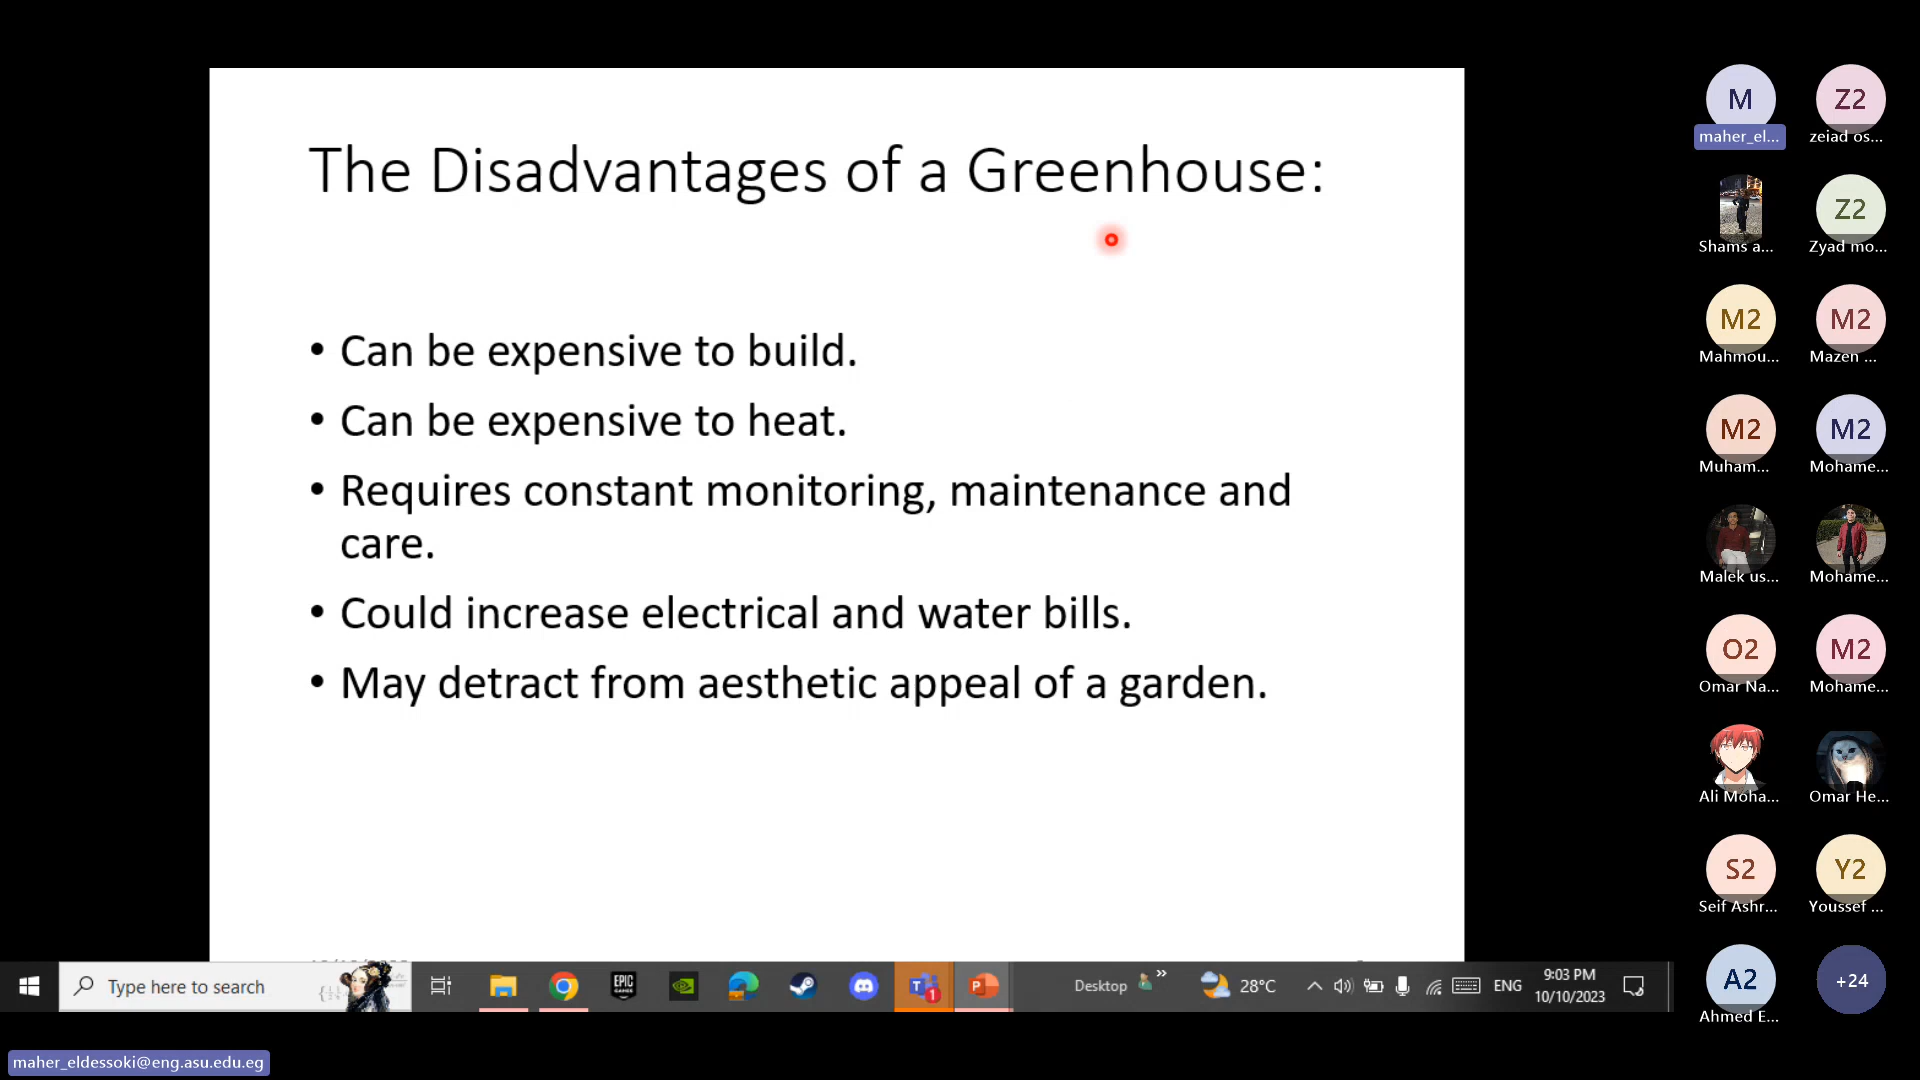 The Disadvantages of a Greenhouse:
• Can be expensive to build.
• Can be expensive to heat.
• Requires constant monitoring, maintenance and
care.
• Could increase electrical and water bills.
• May detract from aesthetic appeal of a garden.
M
maher_el...
Z2
zeiad os...
Shams a...
Z2
Zyad mo...
M2
Mahmou...
M2
Mazen ...
M2
Muham...
M2
Mohame...
Malek us...
Mohame...
O2
Omar Na...
M2
Mohame...
Ali Moha...
Omar He...
S2
Seif Ashr...
Y2
Youssef ...
A2
Ahmed E...
+24
Type here to search
EPIC
GAMES
T
1
P
Desktop
28°C
ENG
9:03 PM
10/10/2023
maher_eldessoki@eng.asu.edu.eg